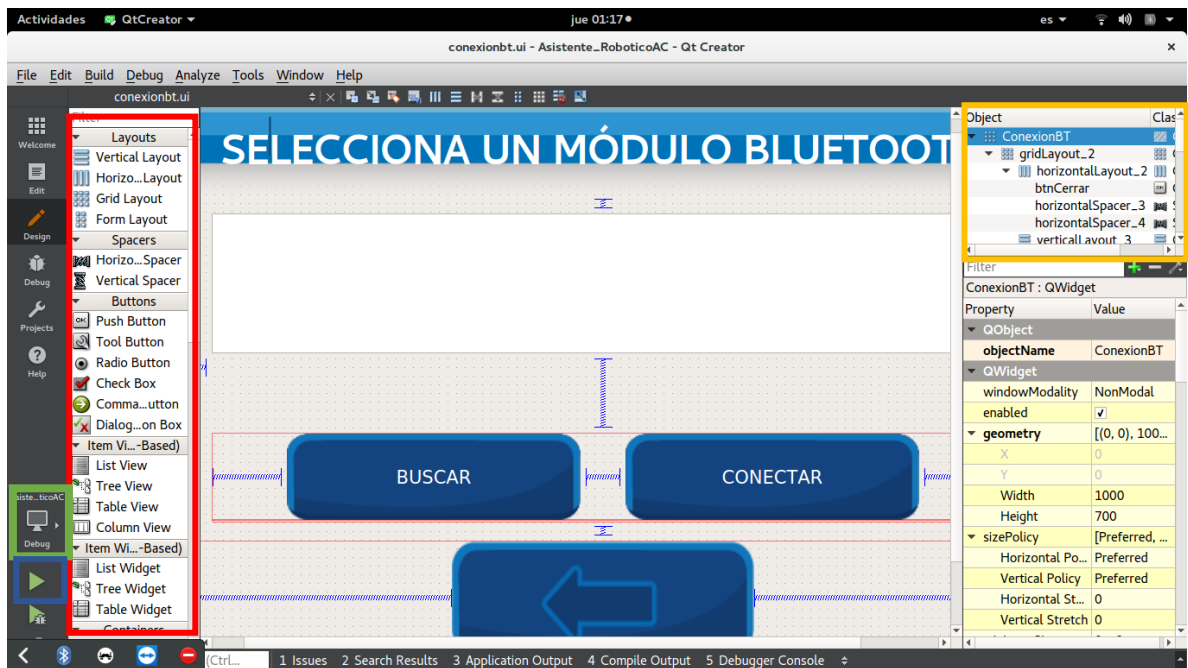 Actividades QtCreator jue 01:17 es
conexionbt.ui - Asistente_RoboticoAC - Qt Creator ×
File Edit Build Debug Analyze Tools Window Help
conexionbt.ui
Welcome
Edit
Design
Debug
Projects
Help
siste...ticoAC
Debug
Filter
Layouts
Vertical Layout
Horizo...Layout
Grid Layout
Form Layout
Spacers
Horizo...Spacer
Vertical Spacer
Buttons
Push Button
Tool Button
Radio Button
Check Box
Comma...utton
Dialog...on Box
Item Vi...-Based)
List View
Tree View
Table View
Column View
Item Wi...-Based)
List Widget
Tree Widget
Table Widget
Containers
SELECCIONA UN MÓDULO BLUETOOT
BUSCAR
CONECTAR
Object Clas
ConexionBT
gridLayout_2
horizontalLayout_2
btnCerrar
horizontalSpacer_3
horizontalSpacer_4
verticalLayout_3
Filter
ConexionBT : QWidget
Property Value
QObject
objectName ConexionBT
QWidget
windowModality NonModal
enabled
geometry [(0, 0), 100...
X 0
Y 0
Width 1000
Height 700
sizePolicy [Preferred, ...
Horizontal Po... Preferred
Vertical Policy Preferred
Horizontal St... 0
Vertical Stretch 0
(Ctrl... 1 Issues 2 Search Results 3 Application Output 4 Compile Output 5 Debugger Console